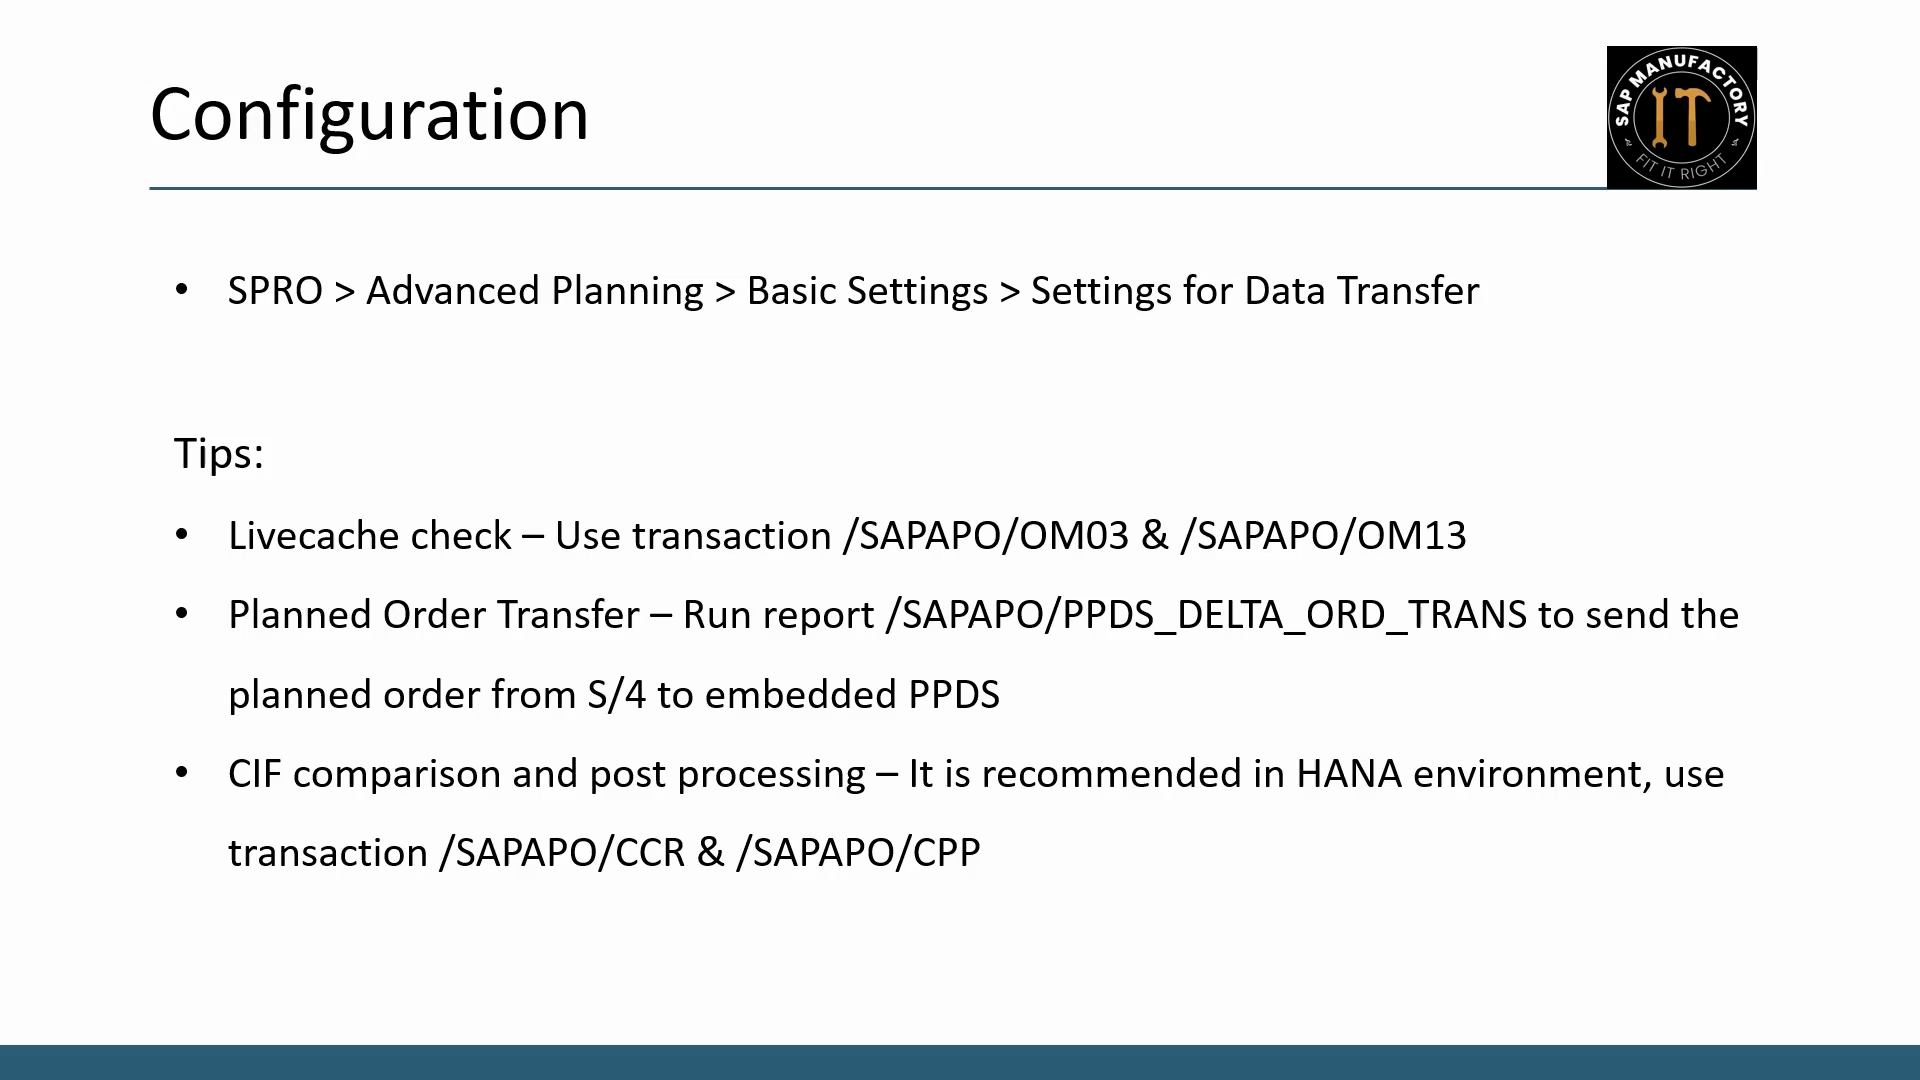 Configuration
SAP MANUFACTORY
IT
FIT IT RIGHT
• SPRO > Advanced Planning > Basic Settings > Settings for Data Transfer
Tips:
• Livecache check – Use transaction /SAPAPO/OM03 & /SAPAPO/OM13
• Planned Order Transfer – Run report /SAPAPO/PPDS_DELTA_ORD_TRANS to send the
planned order from S/4 to embedded PPDS
• CIF comparison and post processing – It is recommended in HANA environment, use
transaction /SAPAPO/CCR & /SAPAPO/CPP